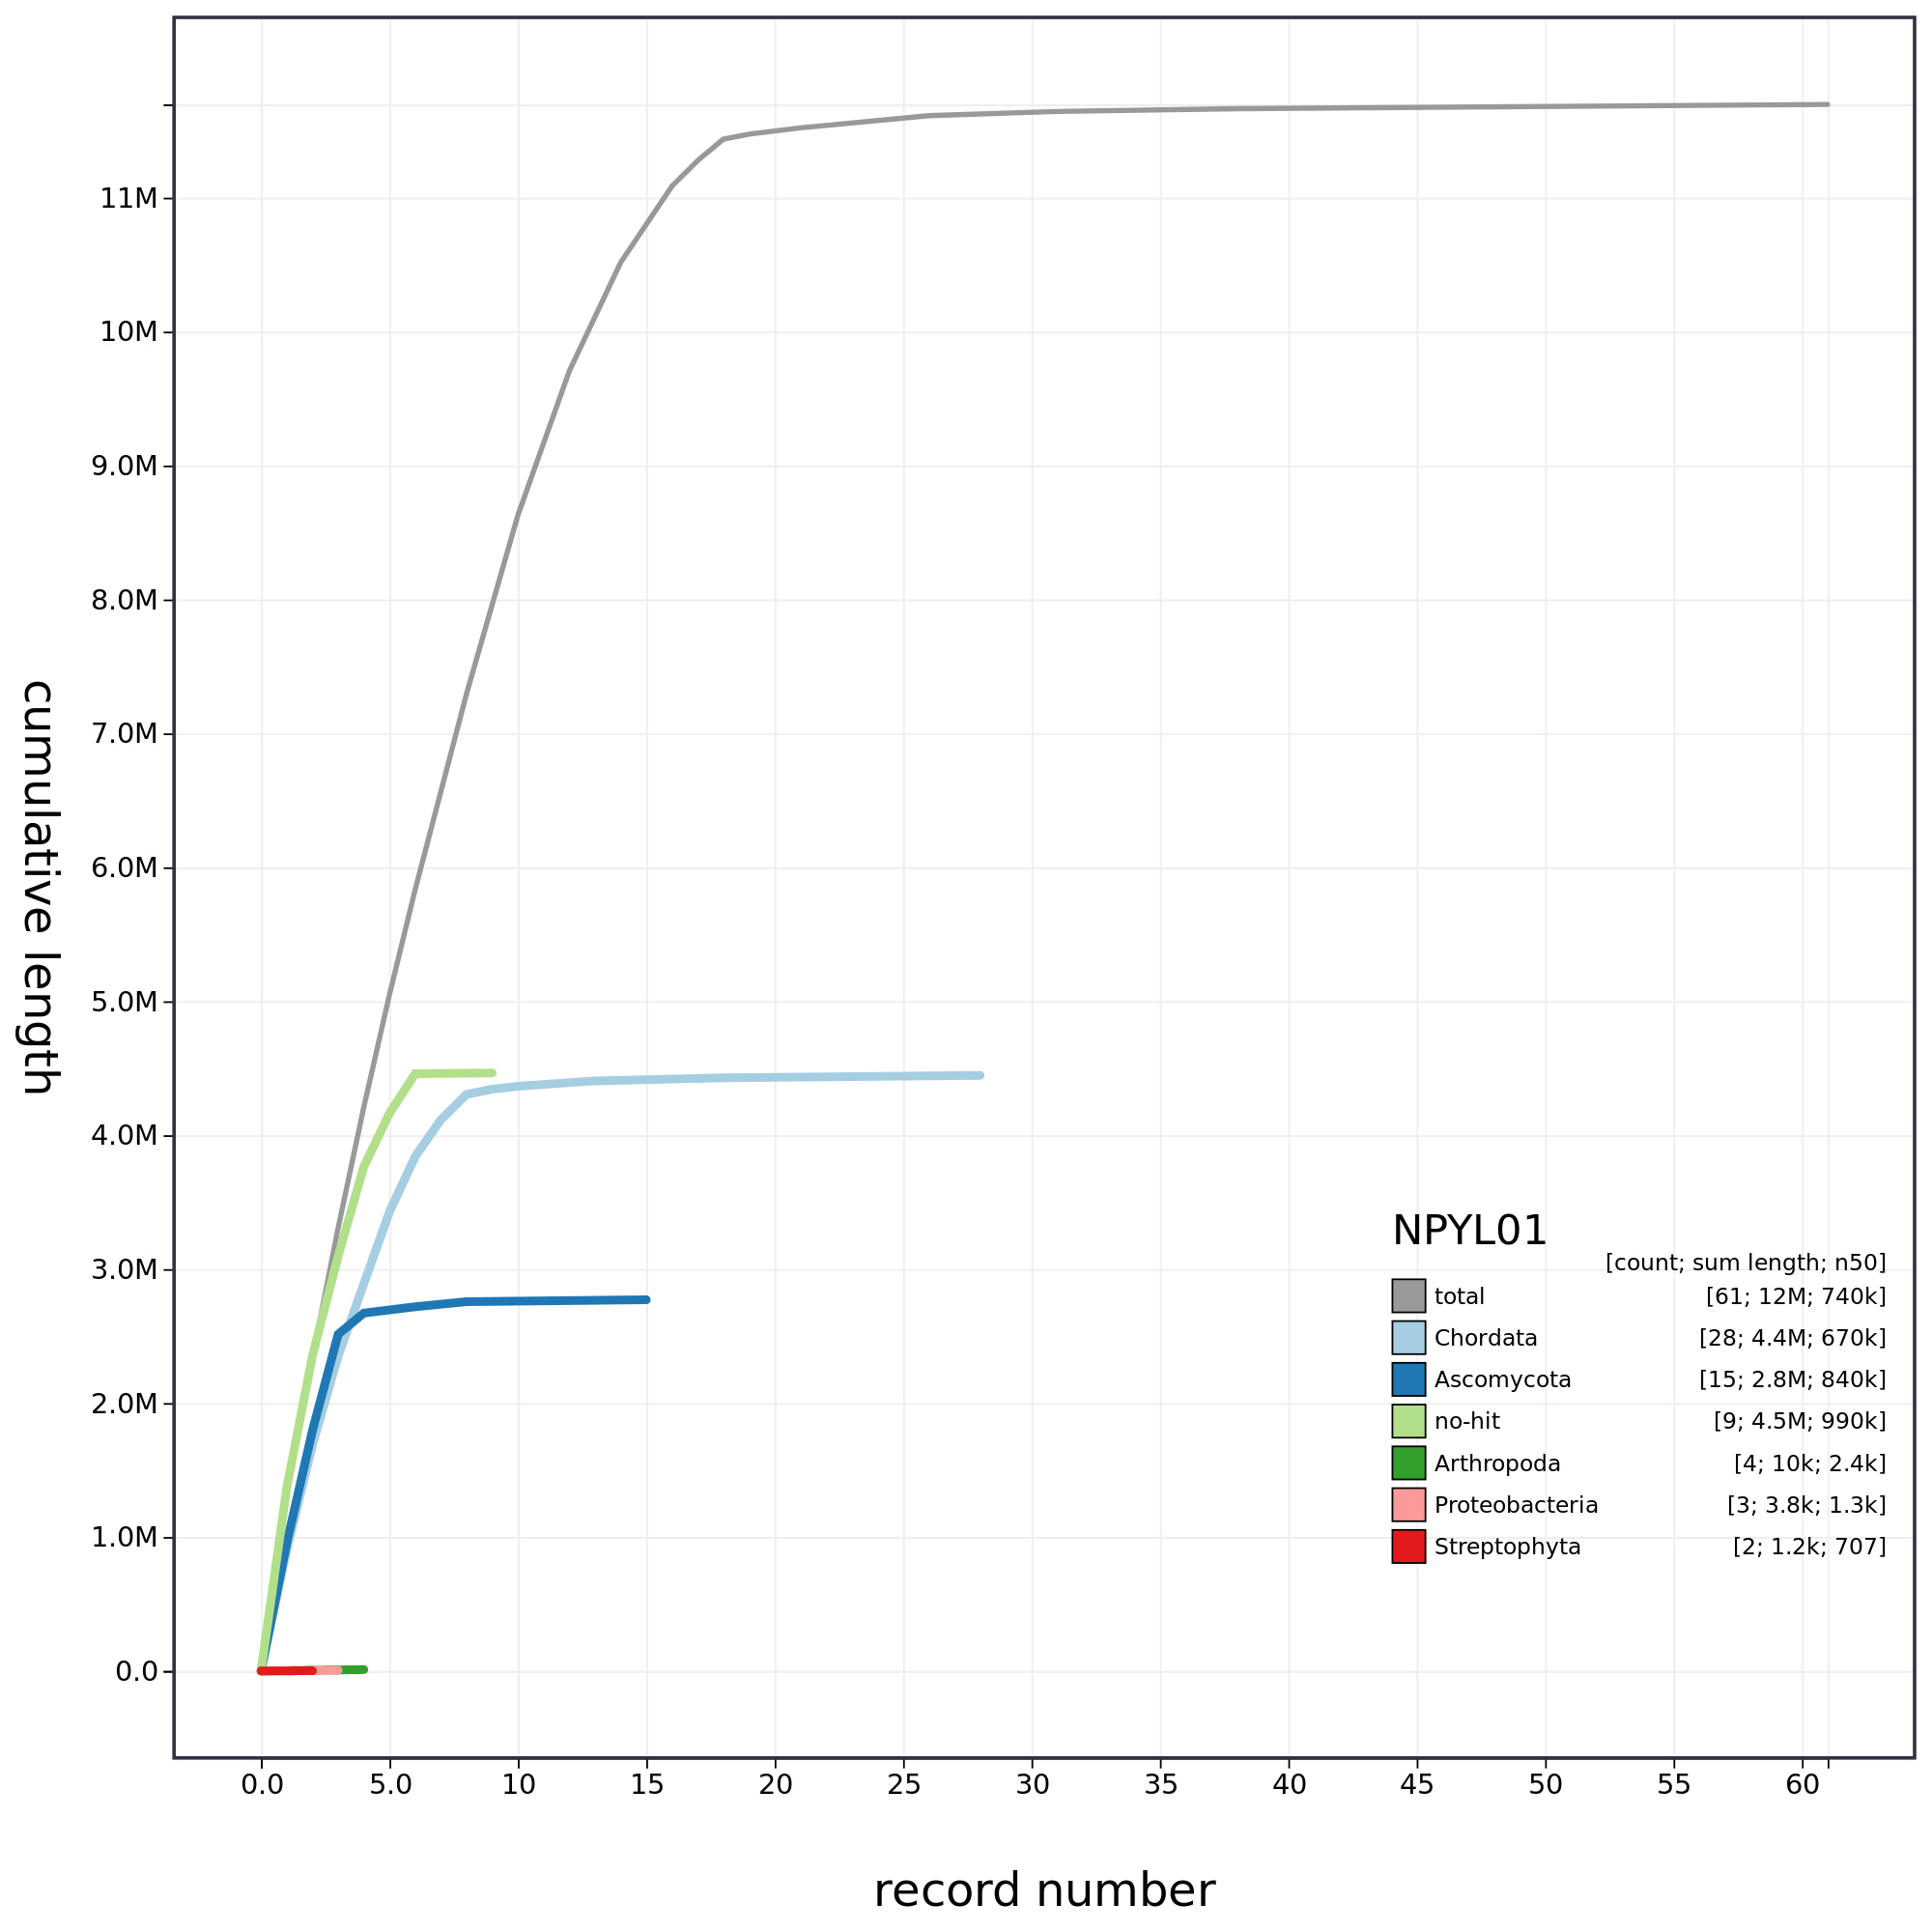 cumulative length
11M
10M
9.0M
8.0M
7.0M
6.0M
5.0M
4.0M
3.0M
2.0M
1.0M
0.0
NPYL01
[count; sum length; n50]
total [61; 12M; 740k]
Chordata [28; 4.4M; 670k]
Ascomycota [15; 2.8M; 840k]
no-hit [9; 4.5M; 990k]
Arthropoda [4; 10k; 2.4k]
Proteobacteria [3; 3.8k; 1.3k]
Streptophyta [2; 1.2k; 707]
0.0 5.0 10 15 20 25 30 35 40 45 50 55 60
record number